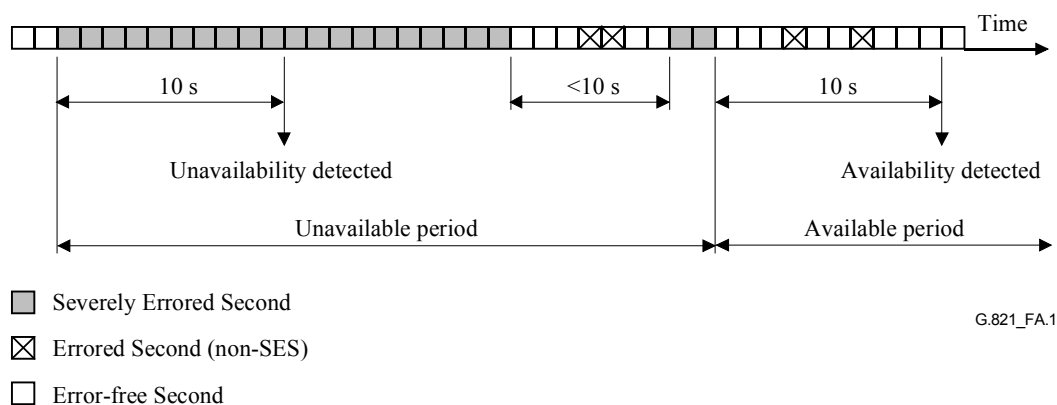 Time
10 s
<10 s
10 s
Unavailability detected
Availability detected
Unavailable period
Available period
Severely Errored Second
G.821_FA.1
Errored Second (non-SES)
Error-free Second